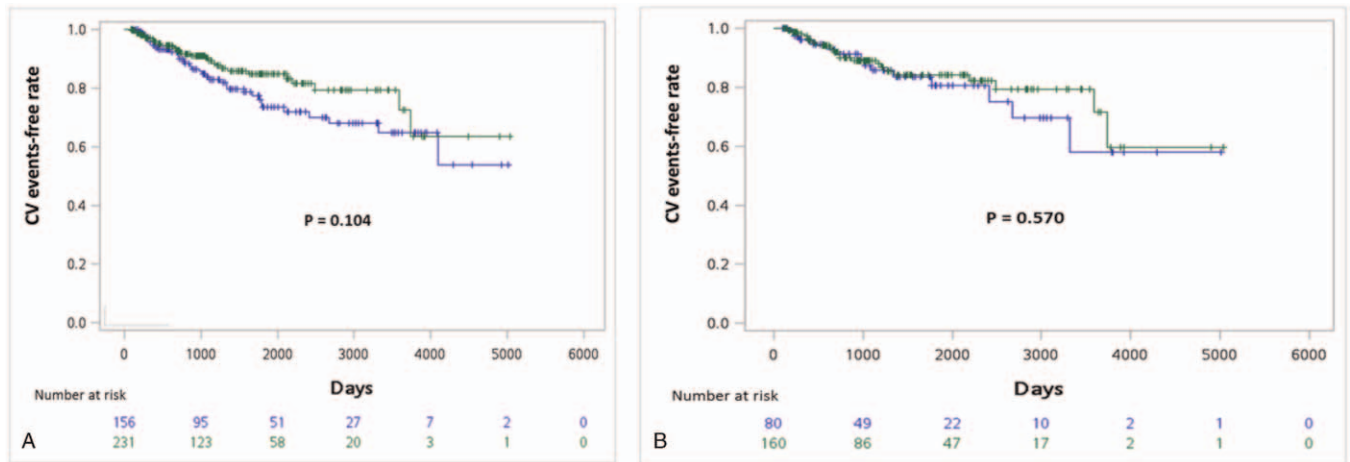 CV events-free rate
1.0
0.8
0.6
0.4
0.2
0.0
P = 0.104
0 1000 2000 3000 4000 5000 6000
Days
Number at risk
156 95 51 27 7 2 0
231 123 58 20 3 1 0
A
CV events-free rate
1.0
0.8
0.6
0.4
0.2
0.0
P = 0.570
0 1000 2000 3000 4000 5000 6000
Days
Number at risk
80 49 22 10 2 1 0
160 86 47 17 2 1 0
B